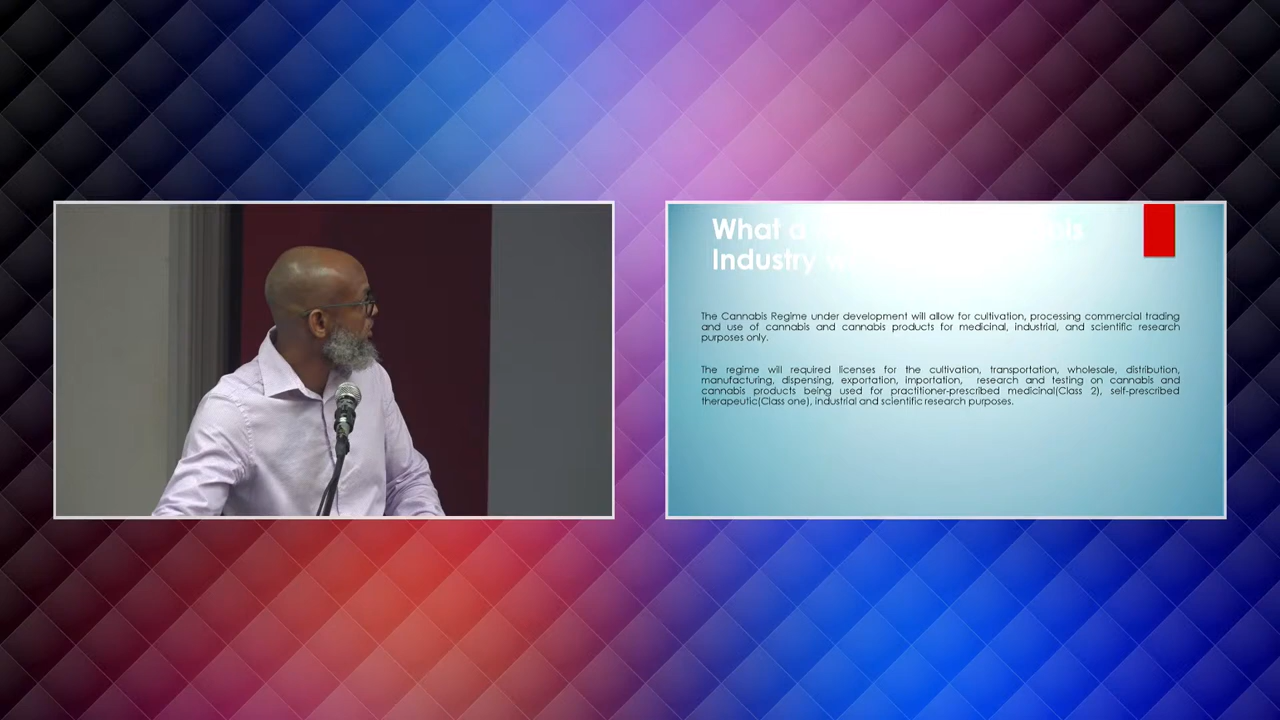 What a
Industry
The Cannabis Regime under development will allow for cultivation, processing commercial trading
and use of cannabis and cannabis products for medicinal, industrial, and scientific research
purposes only.
The regime will required licenses for the cultivation, transportation, wholesale, distribution,
manufacturing, dispensing, exportation, importation, research and testing on cannabis and
cannabis products being used for practitioner-prescribed medicinal(Class 2), self-prescribed
therapeutic(Class one), industrial and scientific research purposes.